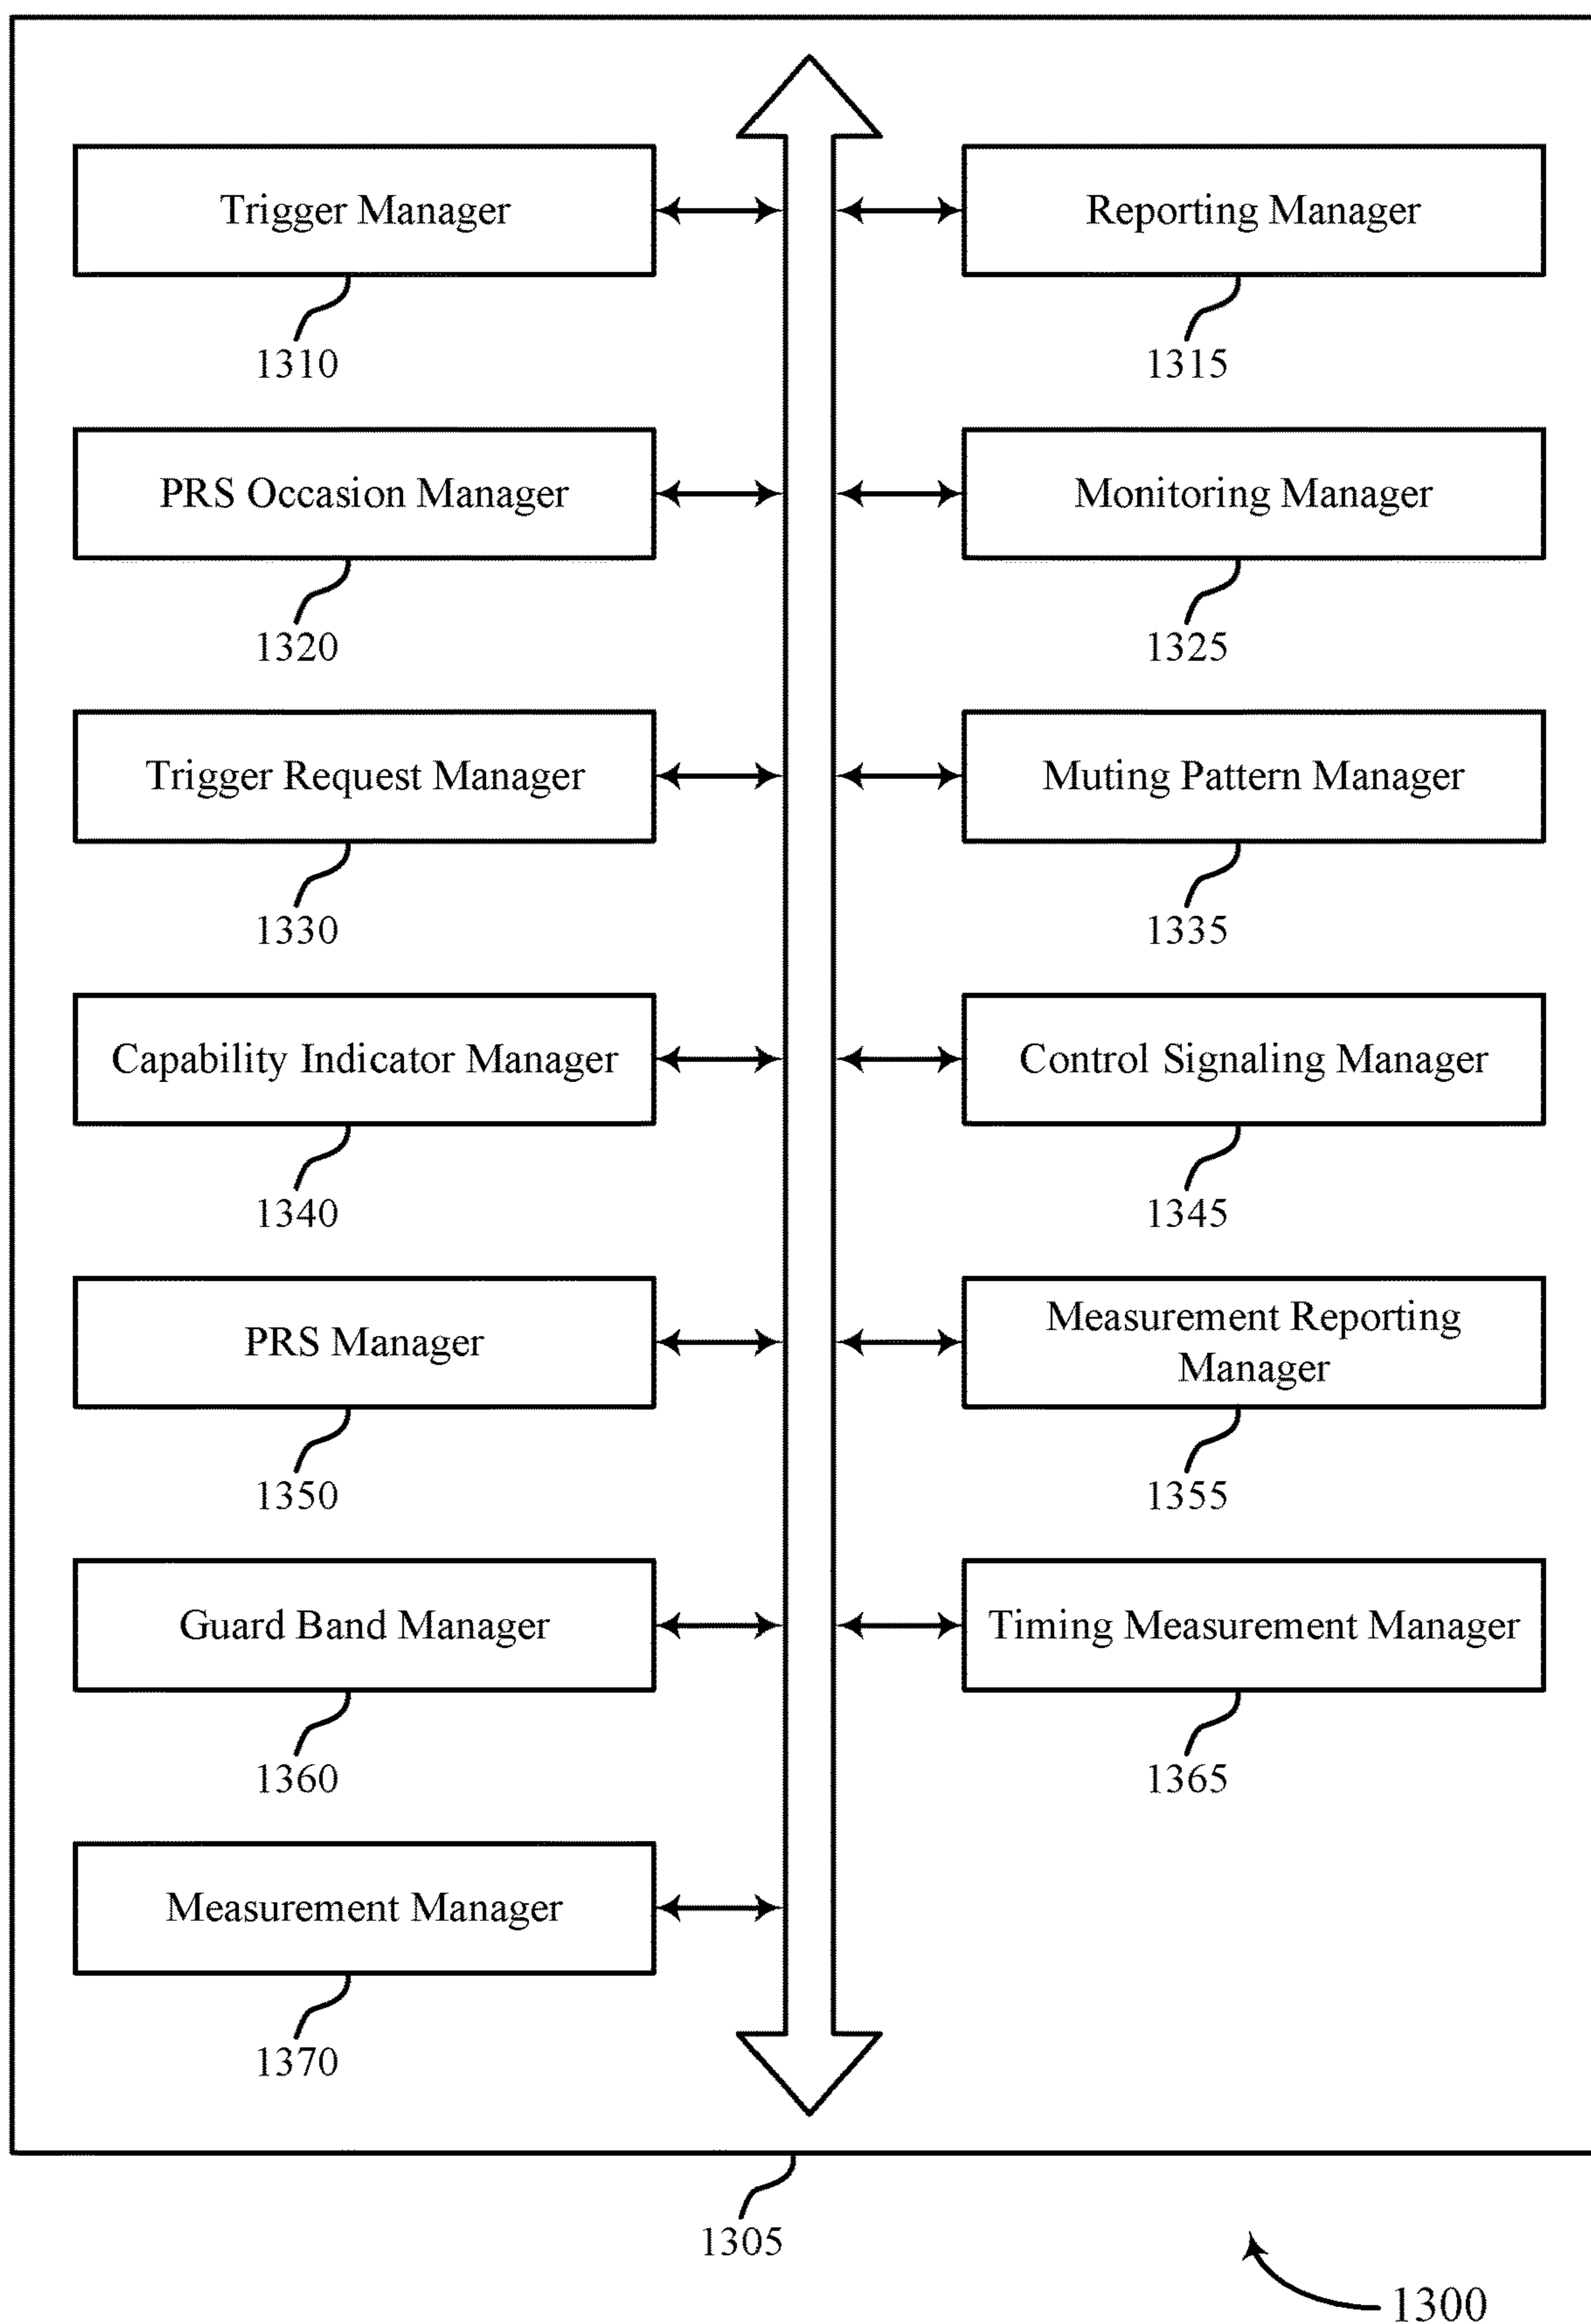 Trigger Manager
Reporting Manager
1310
1315
PRS Occasion Manager
Monitoring Manager
1320
1325
Trigger Request Manager
Muting Pattern Manager
1330
1335
Capability Indicator Manager
Control Signaling Manager
1340
1345
PRS Manager
Measurement Reporting
Manager
1350
1355
Guard Band Manager
Timing Measurement Manager
1360
1365
Measurement Manager
1370
1305
1300